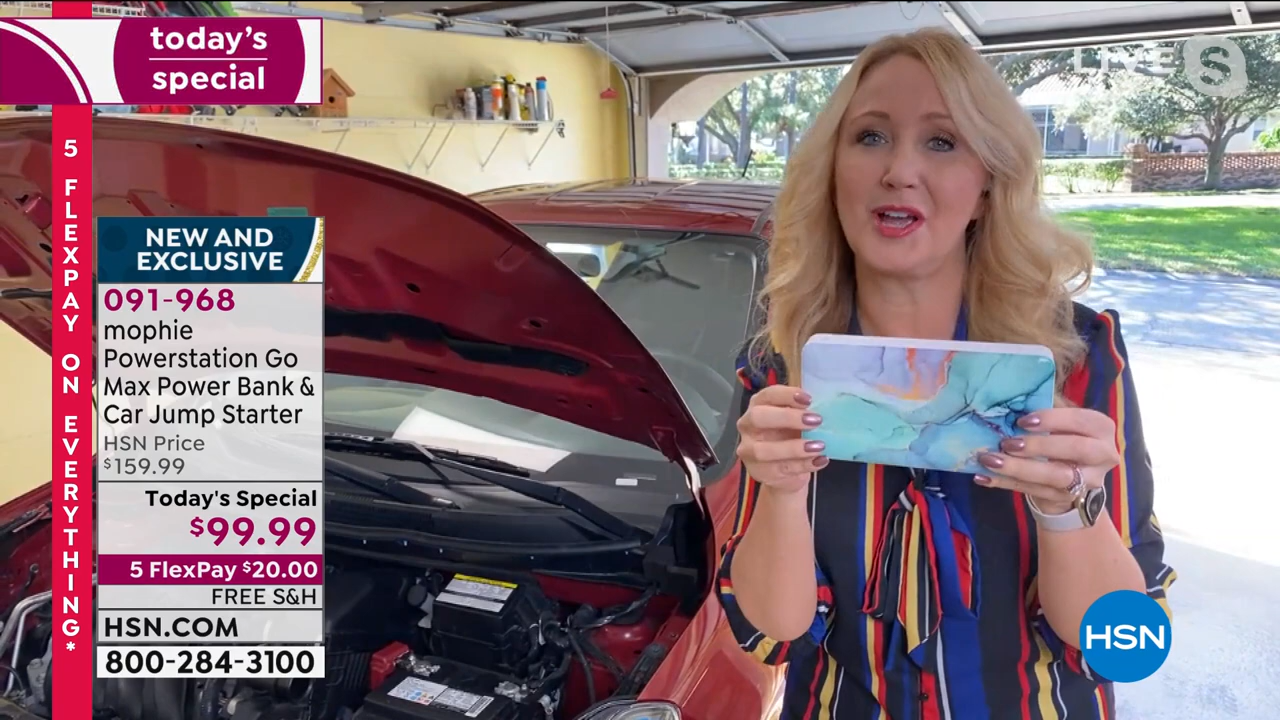 today's
special
LIVE S
5 FLEXPAY ON EVERYTHING*
NEW AND
EXCLUSIVE
091-968
mophie
Powerstation Go
Max Power Bank &
Car Jump Starter
HSN Price
$159.99
Today's Special
$99.99
5 FlexPay $20.00
FREE S&H
HSN.COM
800-284-3100
HSN